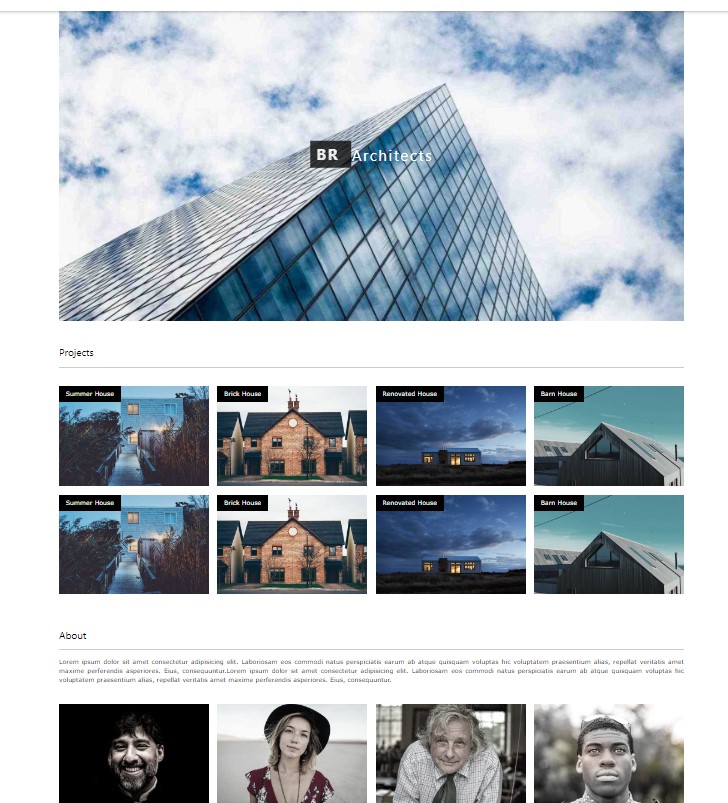 BR Architects
Projects
Summer House Brick House Renovated House Barn House
Summer House Brick House Renovated House Barn House
About
Lorem ipsum dolor sit amet consectetur adipisicing elit. Laboriosam eos commodi natus perspiciatis earum ab atque quisquam voluptas hic voluptatem praesentium alias, repellat veritatis amet
maxime perferendis asperiores. Eius, consequuntur.Lorem ipsum dolor sit amet consectetur adipisicing elit. Laboriosam eos commodi natus perspiciatis earum ab atque quisquam voluptas hic
voluptatem praesentium alias, repellat veritatis amet maxime perferendis asperiores. Eius, consequuntur.